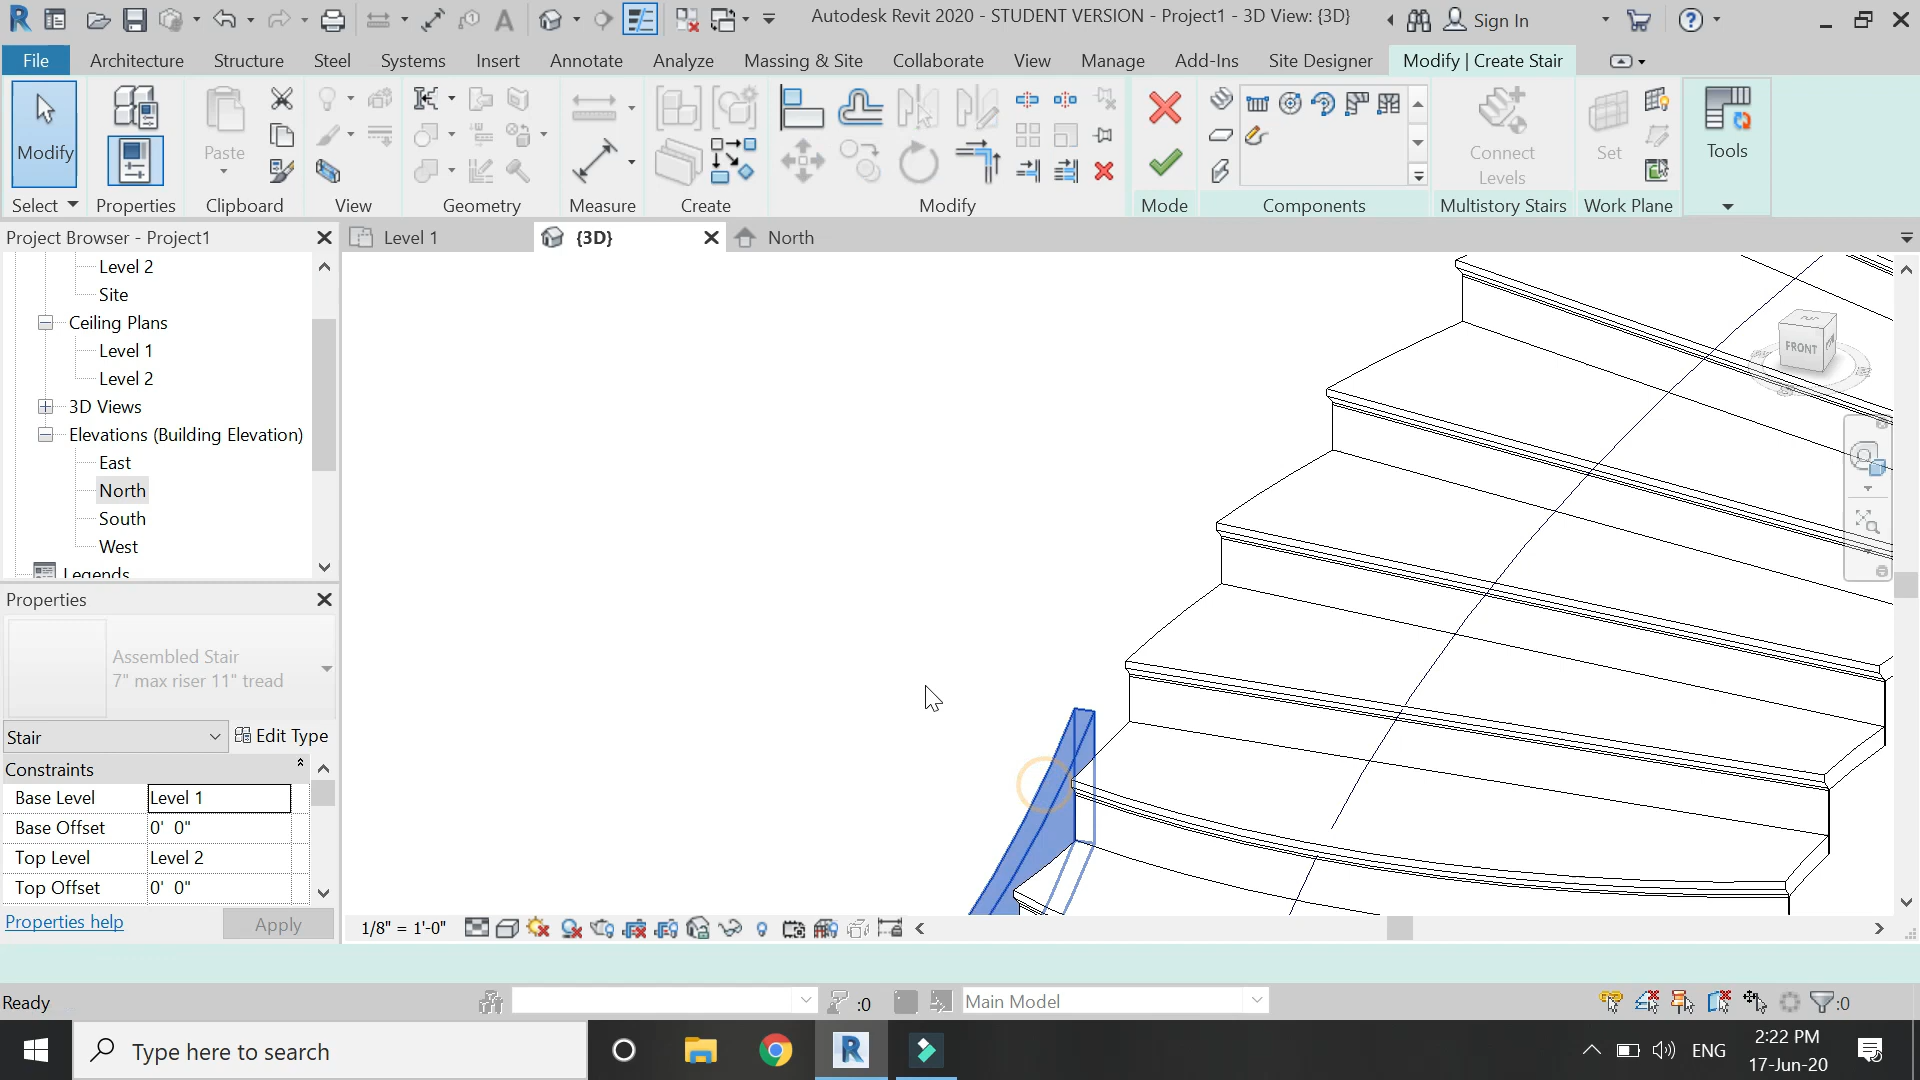 Autodesk Revit 2020 - STUDENT VERSION - Project1 - 3D View: {3D}
Sign In
File
Architecture
Structure
Steel
Systems
Insert
Annotate
Analyze
Massing & Site
Collaborate
View
Manage
Add-Ins
Site Designer
Modify | Create Stair
Modify
Paste
Connect
Levels
Set
Tools
Select
Properties
Clipboard
View
Geometry
Measure
Create
Modify
Mode
Components
Multistory Stairs
Work Plane
Project Browser - Project1
Level 1
{3D}
North
Level 2
Site
Ceiling Plans
Level 1
Level 2
3D Views
Elevations (Building Elevation)
East
North
South
West
Legends
FRONT
Properties
Assembled Stair
7" max riser 11" tread
Stair
Edit Type
Constraints
Base Level
Level 1
Base Offset
0' 0"
Top Level
Level 2
Top Offset
0' 0"
Properties help
Apply
1/8" = 1'-0"
Ready
:0
Main Model
:0
Type here to search
ENG
2:22 PM
17-Jun-20